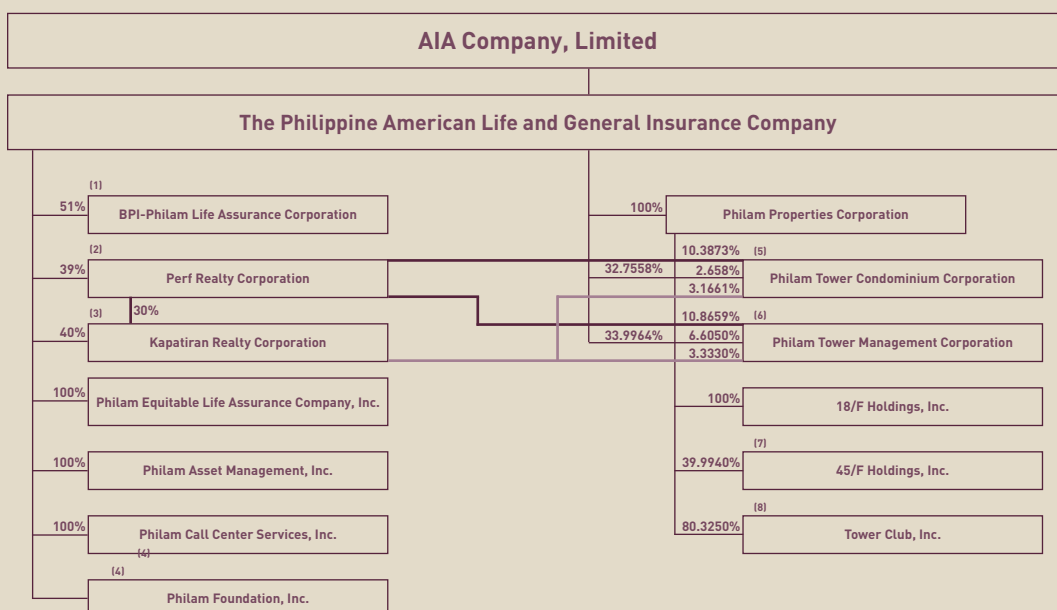 AIA Company, Limited
The Philippine American Life and General Insurance Company
(1)
51%
BPI-Philam Life Assurance Corporation
(2)
39%
Perf Realty Corporation
30%
(3)
40%
Kapatiran Realty Corporation
100%
Philam Equitable Life Assurance Company, Inc.
100%
Philam Asset Management, Inc.
100%
Philam Call Center Services, Inc.
(4)
(4)
Philam Foundation, Inc.
100%
Philam Properties Corporation
10.3873%
(5)
32.7558%
2.658%
Philam Tower Condominium Corporation
3.1661%
10.8659%
(6)
33.9964%
6.6050%
Philam Tower Management Corporation
3.3330%
100%
18/F Holdings, Inc.
(7)
39.9940%
45/F Holdings, Inc.
(8)
80.3250%
Tower Club, Inc.